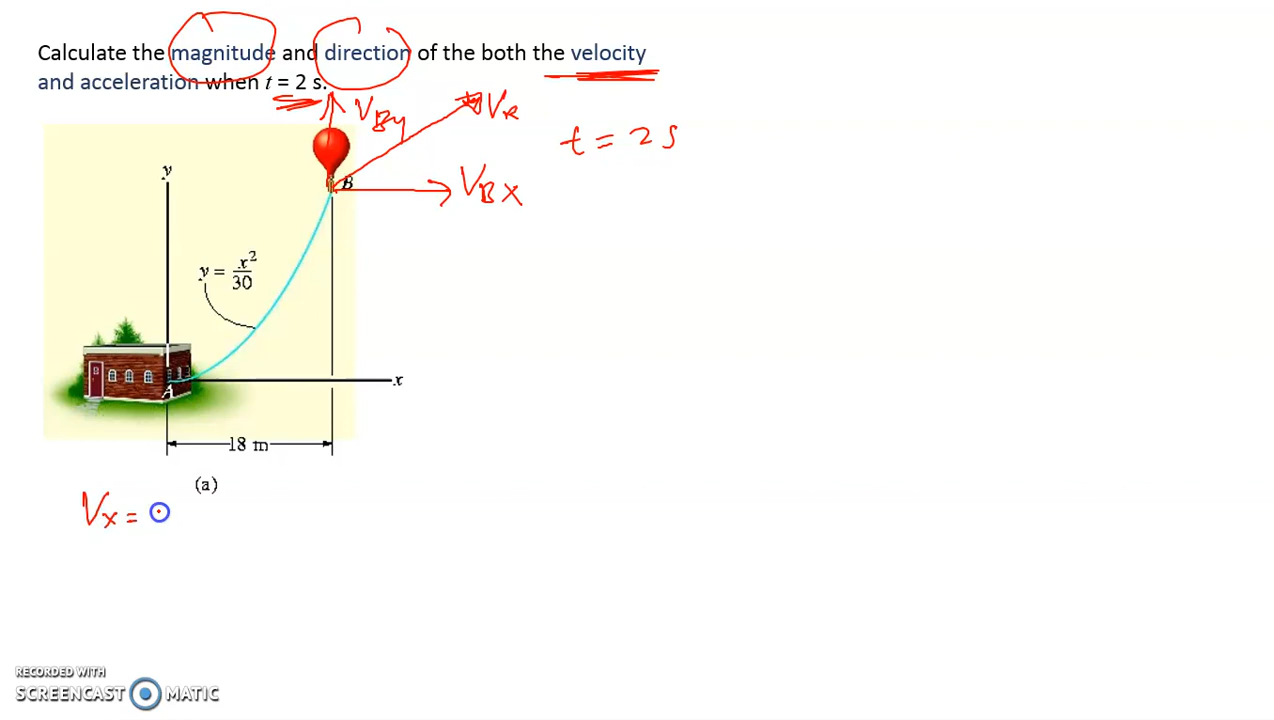 Calculate the magnitude and direction of the both the velocity
and acceleration when t = 2 s.
V_By
V_R
t = 2 s
y
B
V_Bx
y = x²/30
A
x
18 m
(a)
V_x =
RECORDED WITH
SCREENCAST MATIC